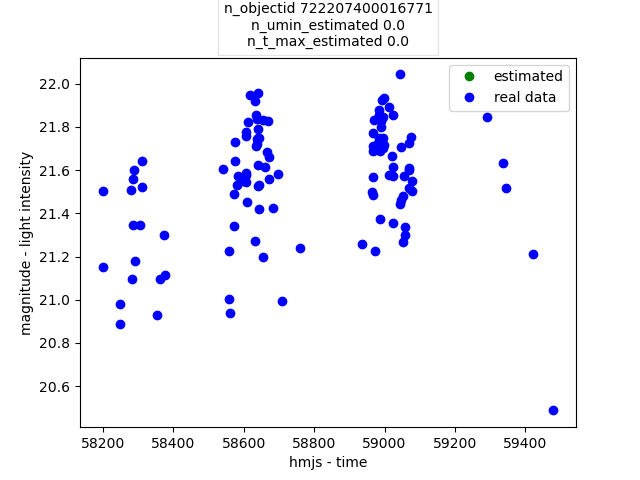 n_objectid 722207400016771
n_umin_estimated 0.0
n_t_max_estimated 0.0
22.0
21.8
21.6
21.4
21.2
21.0
20.8
20.6
magnitude - light intensity
estimated
real data
58200 58400 58600 58800 59000 59200 59400
hmjs - time